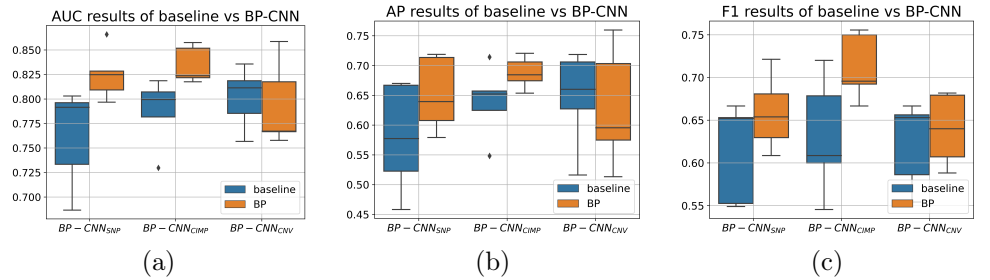 AUC results of baseline vs BP-CNN
0.850
0.825
0.800
0.775
0.750
0.725
0.700
baseline
BP
BP − CNN_SNP
BP − CNN_CIMP
BP − CNN_CNV
(a)
AP results of baseline vs BP-CNN
0.75
0.70
0.65
0.60
0.55
0.50
0.45
baseline
BP
BP − CNN_SNP
BP − CNN_CIMP
BP − CNN_CNV
(b)
F1 results of baseline vs BP-CNN
0.75
0.70
0.65
0.60
0.55
baseline
BP
BP − CNN_SNP
BP − CNN_CIMP
BP − CNN_CNV
(c)